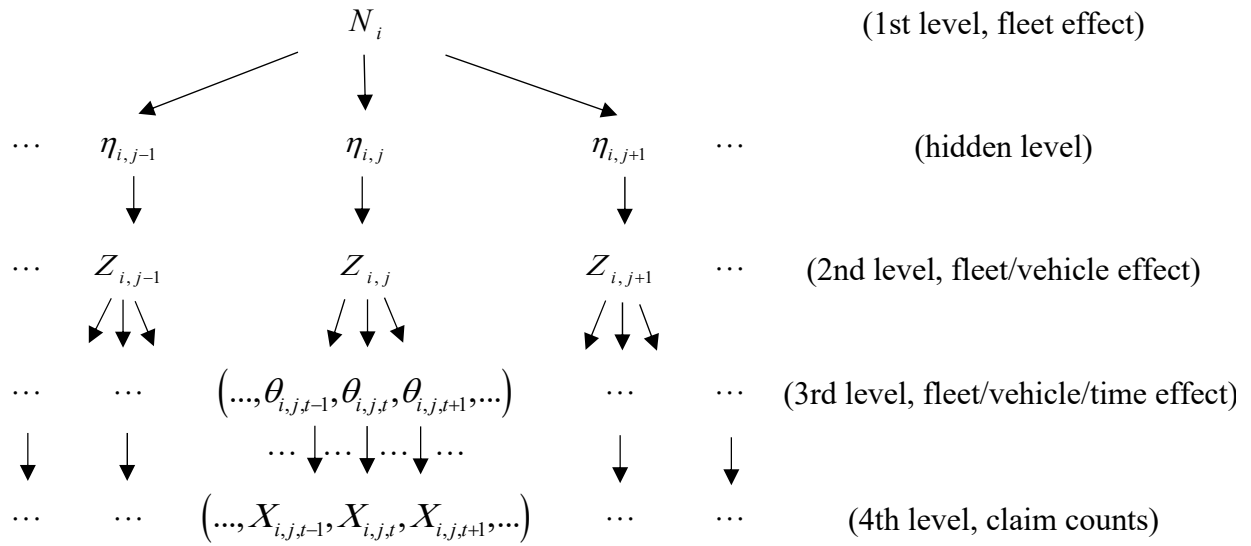 N_i (1st level, fleet effect)
⋯ η_{i,j−1} η_{i,j} η_{i,j+1} ⋯ (hidden level)
⋯ Z_{i,j−1} Z_{i,j} Z_{i,j+1} ⋯ (2nd level, fleet/vehicle effect)
⋯ ⋯ (...,θ_{i,j,t−1},θ_{i,j,t},θ_{i,j,t+1},...) ⋯ ⋯ (3rd level, fleet/vehicle/time effect)
⋯ ⋯ ⋯ ⋯
⋯ ⋯ (...,X_{i,j,t−1},X_{i,j,t},X_{i,j,t+1},...) ⋯ ⋯ (4th level, claim counts)